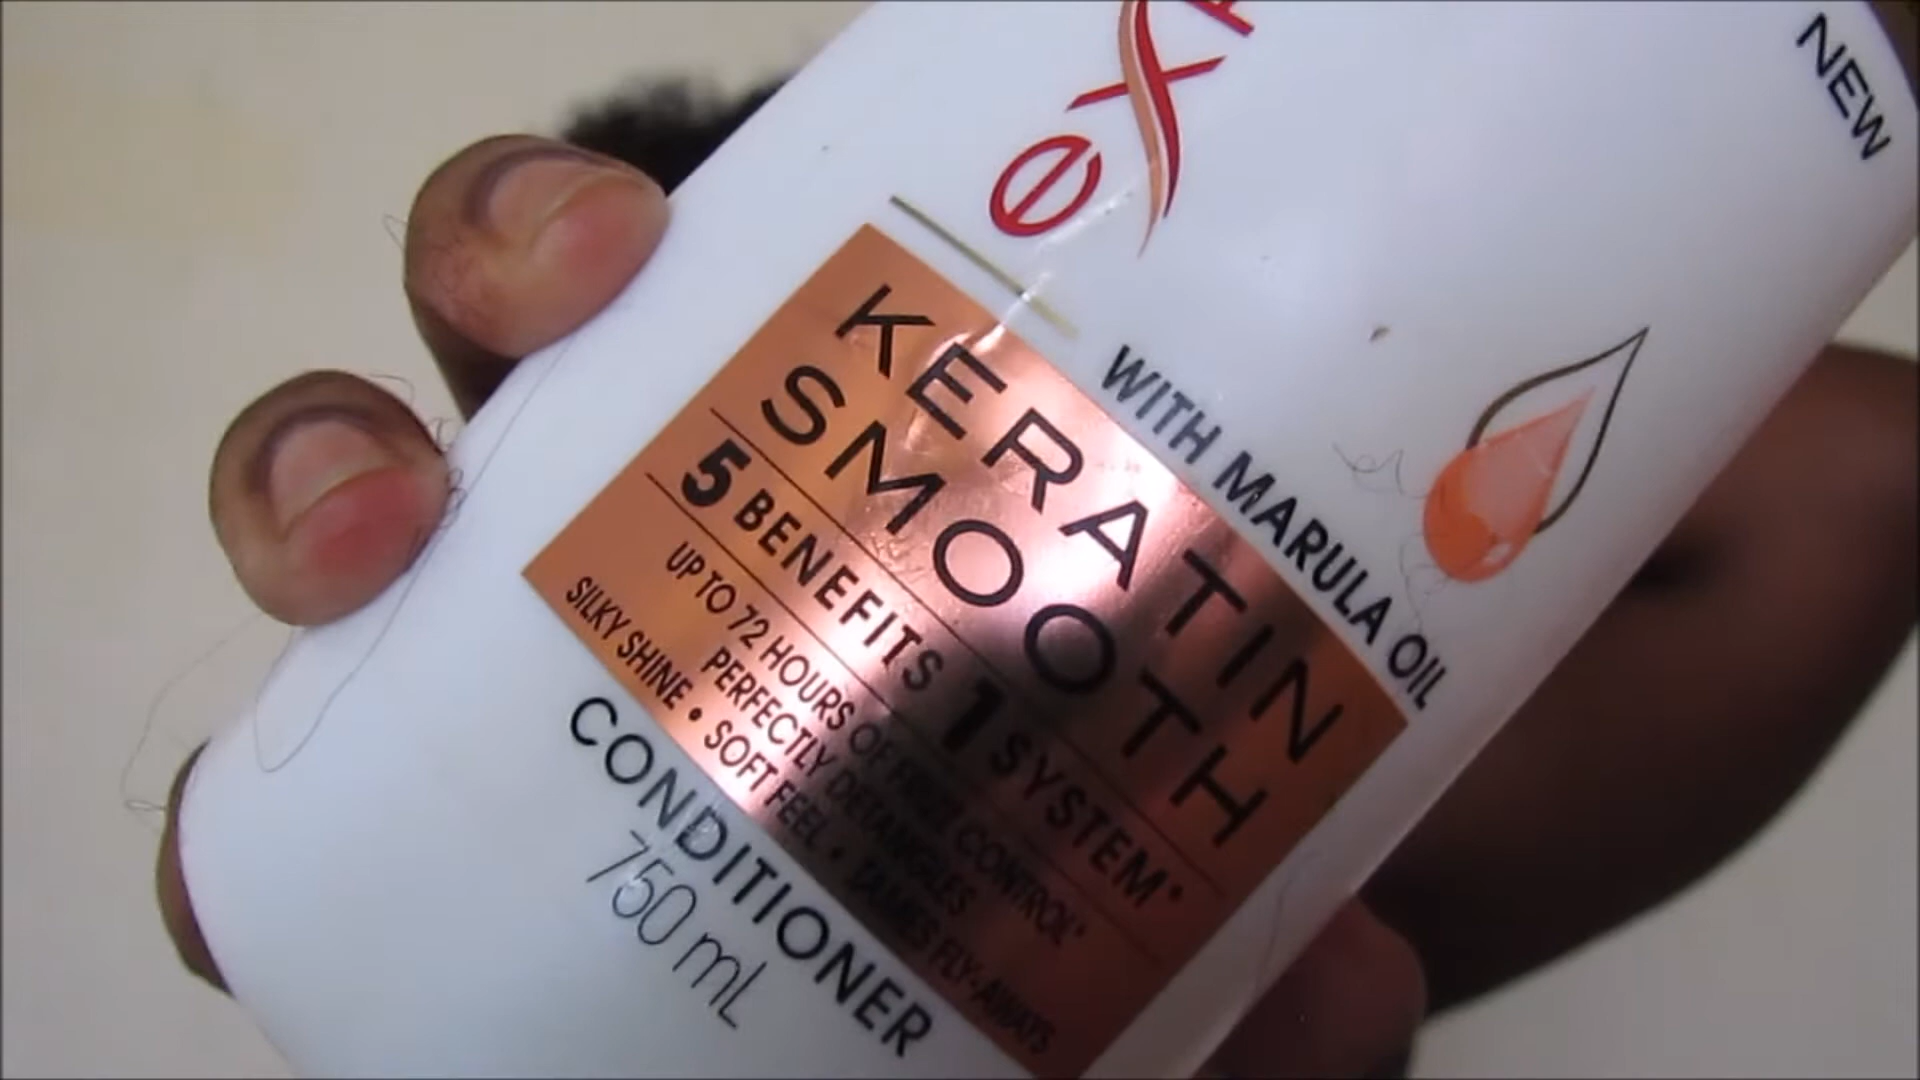 NEW
WITH MARULA OIL
KERATIN
SMOOTH
5 BENEFITS 1 SYSTEM*
UP TO 72 HOURS OF FRIZZ CONTROL*
PERFECTLY DETANGLES
SILKY SHINE • SOFT FEEL • TAMES FLY-AWAYS
CONDITIONER
750 mL